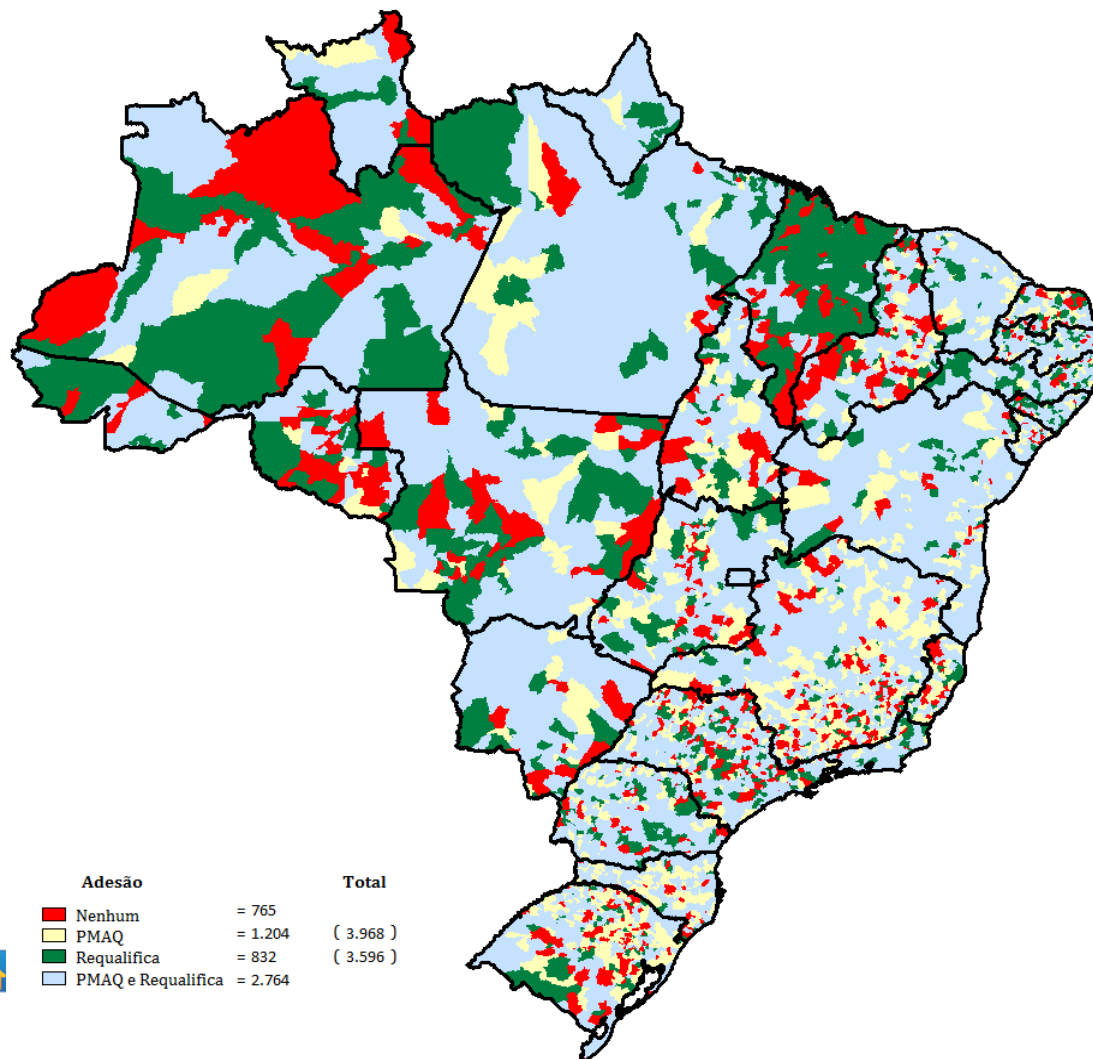 Adesão Total
Nenhum = 765
PMAQ = 1.204 ( 3.968 )
Requalifica = 832 ( 3.596 )
PMAQ e Requalifica = 2.764